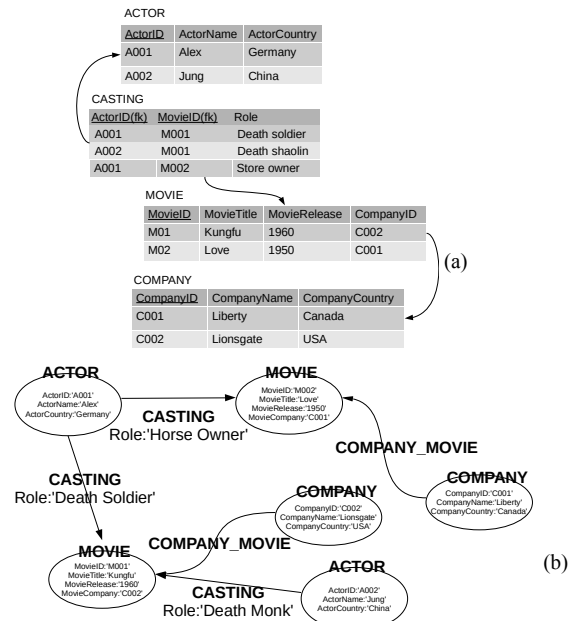 ACTOR
ActorID ActorName ActorCountry
A001 Alex Germany
A002 Jung China
CASTING
ActorID(fk) MovieID(fk) Role
A001 M001 Death soldier
A002 M001 Death shaolin
A001 M002 Store owner
MOVIE
MovieID MovieTitle MovieRelease CompanyID
M01 Kungfu 1960 C002
M02 Love 1950 C001
(a)
COMPANY
CompanyID CompanyName CompanyCountry
C001 Liberty Canada
C002 Lionsgate USA
ACTOR
ActorID:'A001'
ActorName:'Alex'
ActorCountry:'Germany'
MOVIE
MovieID:'M002'
MovieTitle:'Love'
MovieRelease:'1950'
MovieCompany:'C001'
CASTING
Role:'Horse Owner'
COMPANY_MOVIE
CASTING
Role:'Death Soldier'
COMPANY
CompanyID:'C001'
CompanyName:'Liberty'
CompanyCountry:'Canada'
COMPANY
CompanyID:'C002'
CompanyName:'Lionsgate'
CompanyCountry:'USA'
COMPANY_MOVIE
MOVIE
MovieID:'M001'
MovieTitle:'Kungfu'
MovieRelease:'1960'
MovieCompany:'C002'
(b)
ACTOR
ActorID:'A002'
ActorName:'Jung'
ActorCountry:'China'
CASTING
Role:'Death Monk'